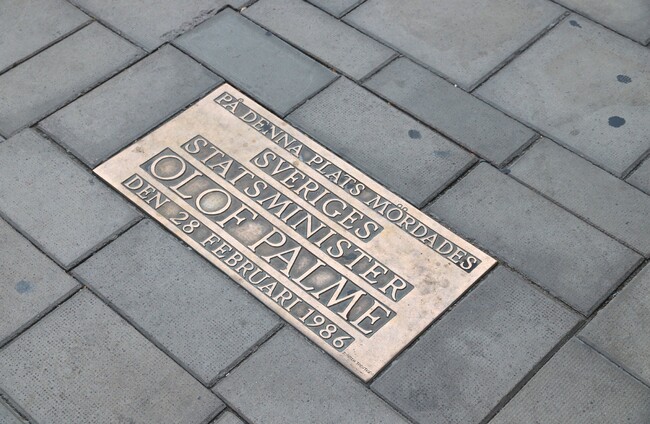 PÅ DENNA PLATS MÖRDADES
SVERIGES
STATSMINISTER
OLOF PALME
DEN 28 FEBRUARI 1986